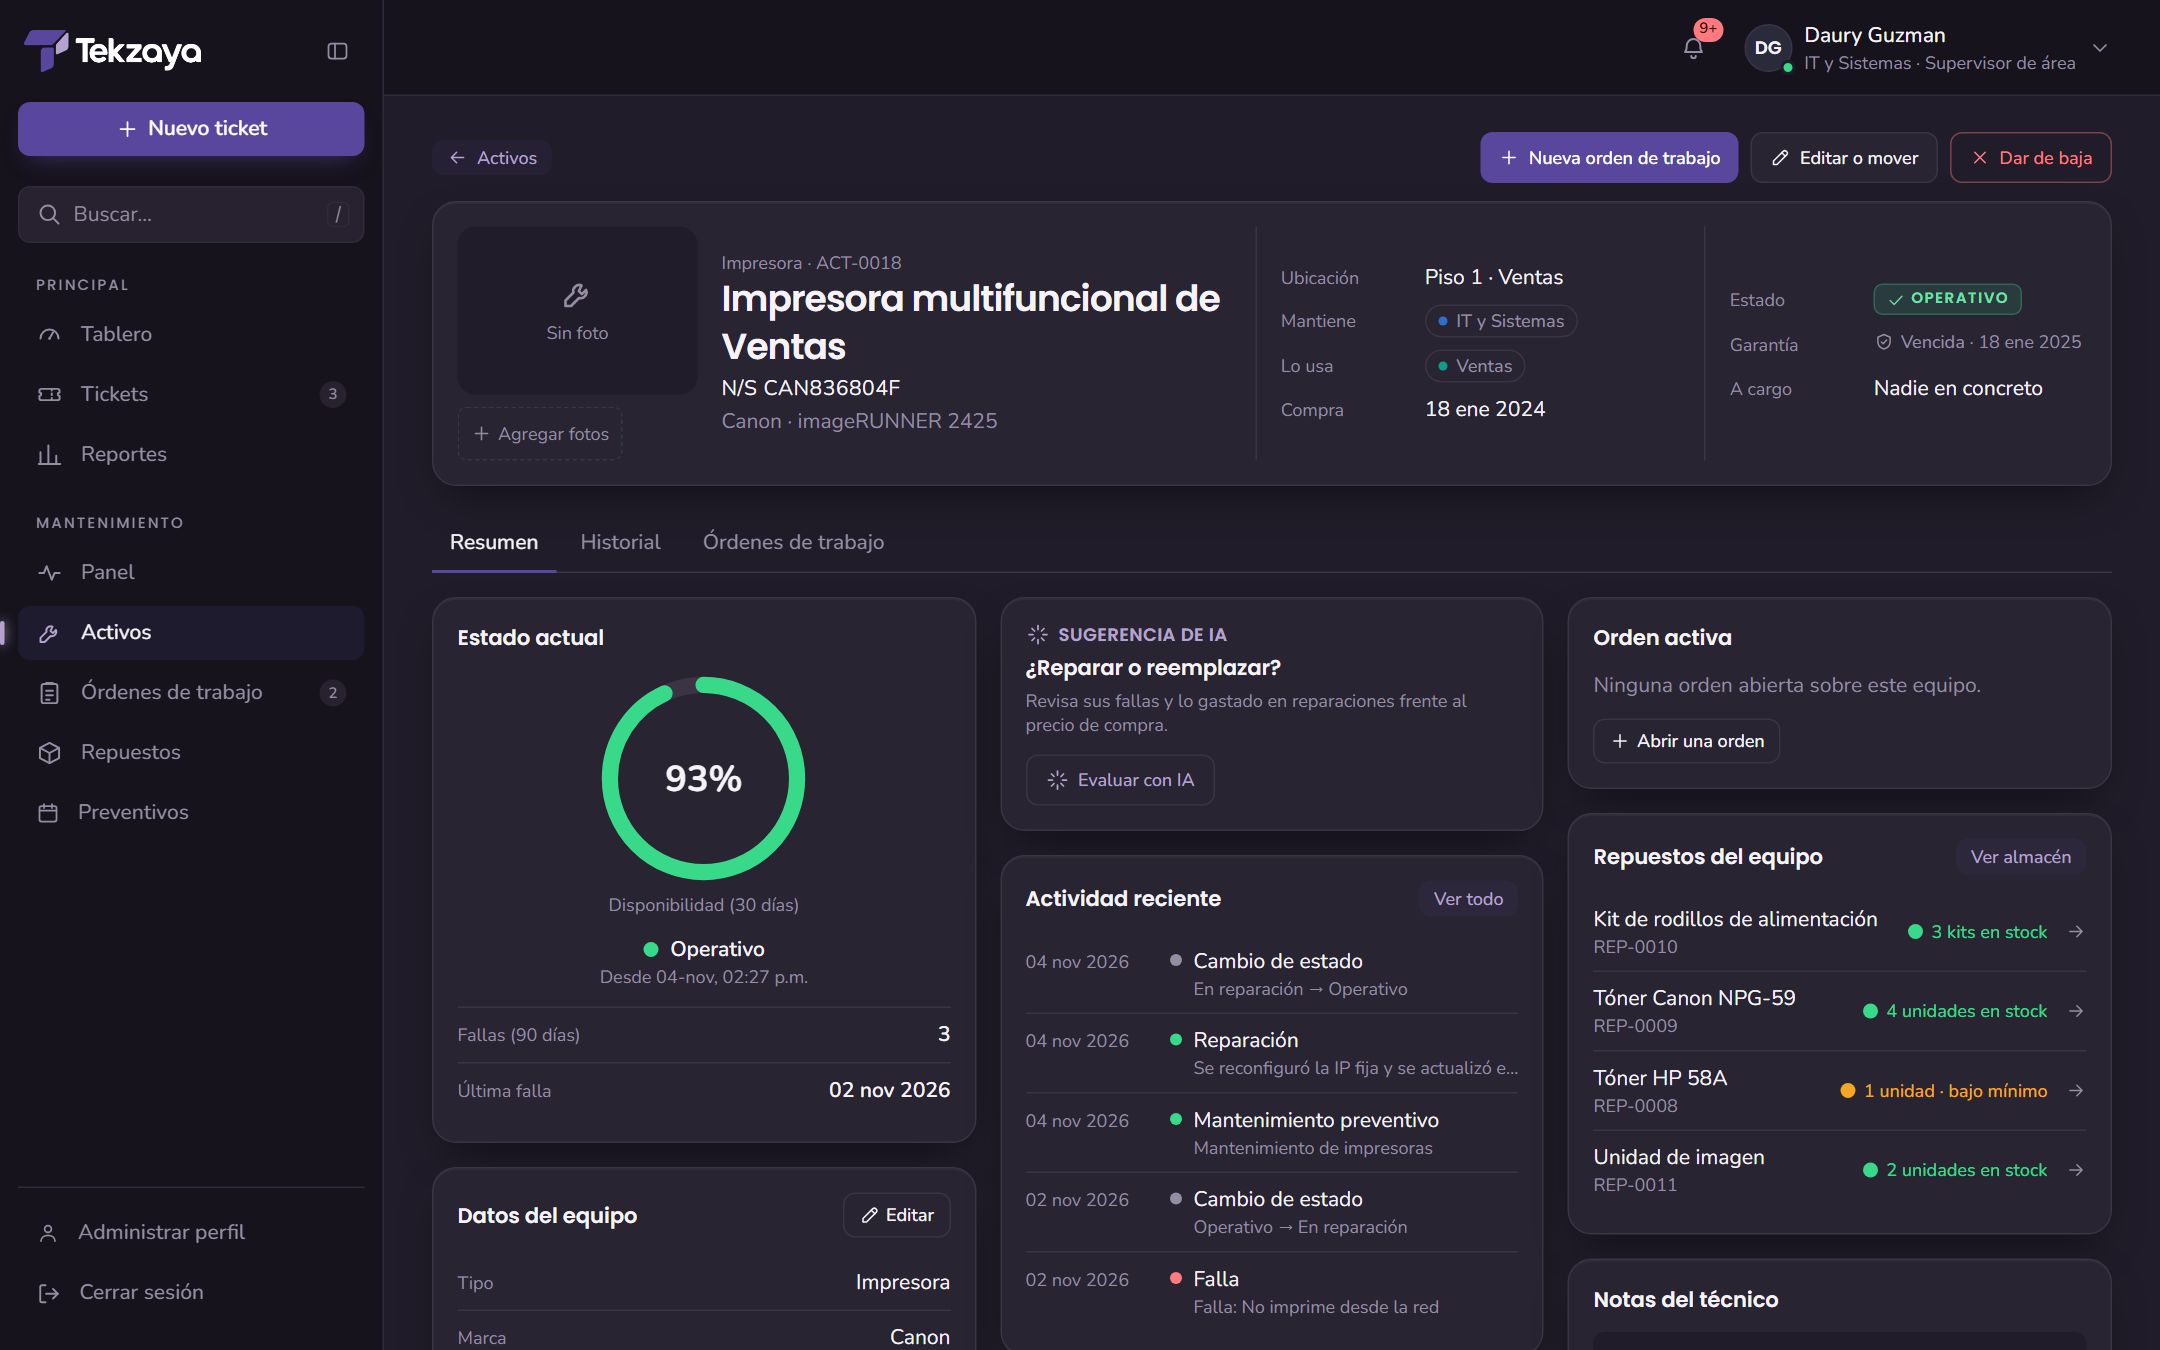 Tekzaya
Nuevo ticket
Buscar... /
PRINCIPAL
Tablero
Tickets 3
Reportes
MANTENIMIENTO
Panel
Activos
Órdenes de trabajo 2
Repuestos
Preventivos
Administrar perfil
Cerrar sesión
9+
DG
Daury Guzman
IT y Sistemas · Supervisor de área
Activos
Nueva orden de trabajo
Editar o mover
Dar de baja
Sin foto
Agregar fotos
Impresora · ACT-0018
Impresora multifuncional de
Ventas
N/S CAN836804F
Canon · imageRUNNER 2425
Ubicación Piso 1 · Ventas
Mantiene IT y Sistemas
Lo usa Ventas
Compra 18 ene 2024
Estado OPERATIVO
Garantía Vencida · 18 ene 2025
A cargo Nadie en concreto
Resumen Historial Órdenes de trabajo
Estado actual
93%
Disponibilidad (30 días)
Operativo
Desde 04-nov, 02:27 p.m.
Fallas (90 días) 3
Última falla 02 nov 2026
Datos del equipo Editar
Tipo Impresora
Marca Canon
SUGERENCIA DE IA
¿Reparar o reemplazar?
Revisa sus fallas y lo gastado en reparaciones frente al
precio de compra.
Evaluar con IA
Actividad reciente Ver todo
04 nov 2026 Cambio de estado
En reparación → Operativo
04 nov 2026 Reparación
Se reconfiguró la IP fija y se actualizó e...
04 nov 2026 Mantenimiento preventivo
Mantenimiento de impresoras
02 nov 2026 Cambio de estado
Operativo → En reparación
02 nov 2026 Falla
Falla: No imprime desde la red
Orden activa
Ninguna orden abierta sobre este equipo.
Abrir una orden
Repuestos del equipo Ver almacén
Kit de rodillos de alimentación
REP-0010
3 kits en stock
Tóner Canon NPG-59
REP-0009
4 unidades en stock
Tóner HP 58A
REP-0008
1 unidad · bajo mínimo
Unidad de imagen
REP-0011
2 unidades en stock
Notas del técnico